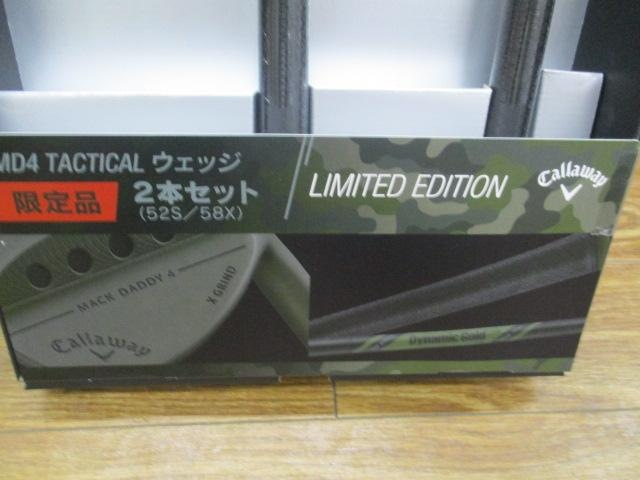 MD4 TACTICAL ウェッジ
限定品
2本セット
(52S/58X)
LIMITED EDITION
Callaway
MACK DADDY 4
X GRIND
Callaway
Dynamic Gold